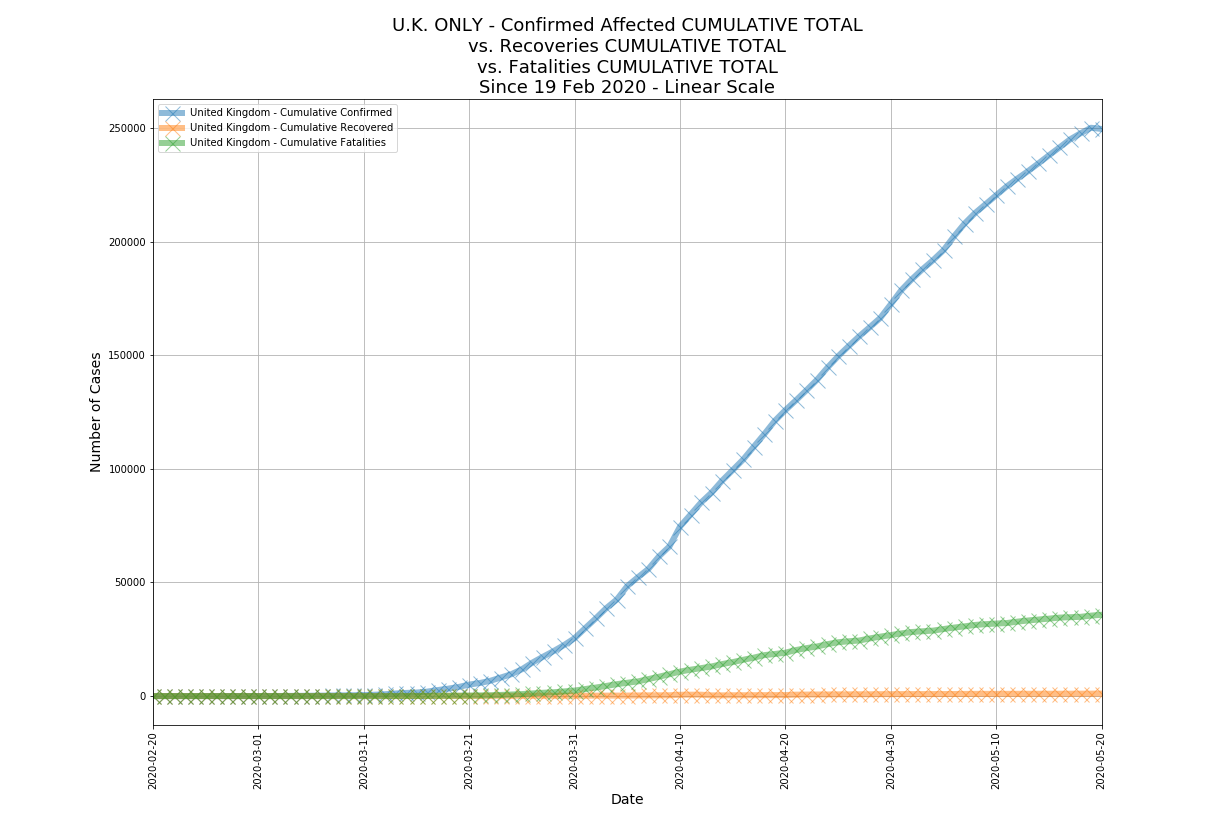 U.K. ONLY - Confirmed Affected CUMULATIVE TOTAL
vs. Recoveries CUMULATIVE TOTAL
vs. Fatalities CUMULATIVE TOTAL
Since 19 Feb 2020 - Linear Scale
United Kingdom - Cumulative Confirmed
United Kingdom - Cumulative Recovered
United Kingdom - Cumulative Fatalities
250000
200000
150000
100000
50000
0
Number of Cases
2020-02-20
2020-03-01
2020-03-11
2020-03-21
2020-03-31
2020-04-10
2020-04-20
2020-04-30
2020-05-10
2020-05-20
Date